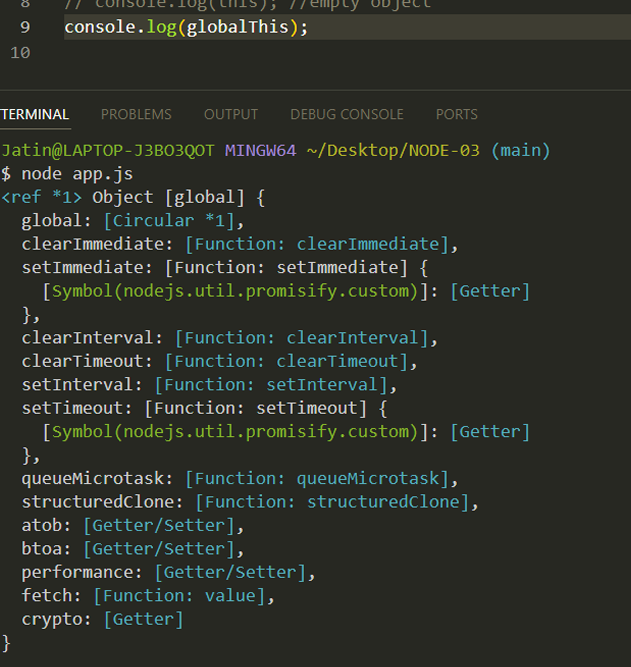 8 // console.log(this); //empty object
9 console.log(globalThis);
10
TERMINAL PROBLEMS OUTPUT DEBUG CONSOLE PORTS
Jatin@LAPTOP-J3BO3QOT MINGW64 ~/Desktop/NODE-03 (main)
$ node app.js
<ref *1> Object [global] {
  global: [Circular *1],
  clearImmediate: [Function: clearImmediate],
  setImmediate: [Function: setImmediate] {
    [Symbol(nodejs.util.promisify.custom)]: [Getter]
  },
  clearInterval: [Function: clearInterval],
  clearTimeout: [Function: clearTimeout],
  setInterval: [Function: setInterval],
  setTimeout: [Function: setTimeout] {
    [Symbol(nodejs.util.promisify.custom)]: [Getter]
  },
  queueMicrotask: [Function: queueMicrotask],
  structuredClone: [Function: structuredClone],
  atob: [Getter/Setter],
  btoa: [Getter/Setter],
  performance: [Getter/Setter],
  fetch: [Function: value],
  crypto: [Getter]
}